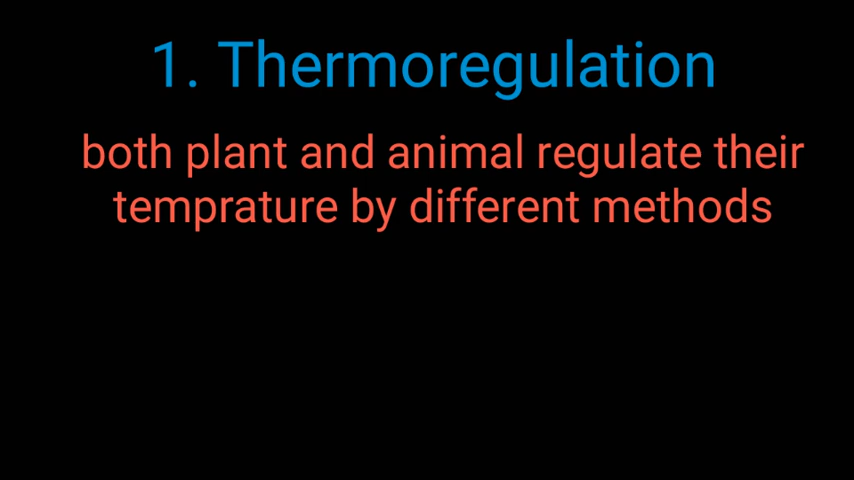 1. Thermoregulation
both plant and animal regulate their
temprature by different methods